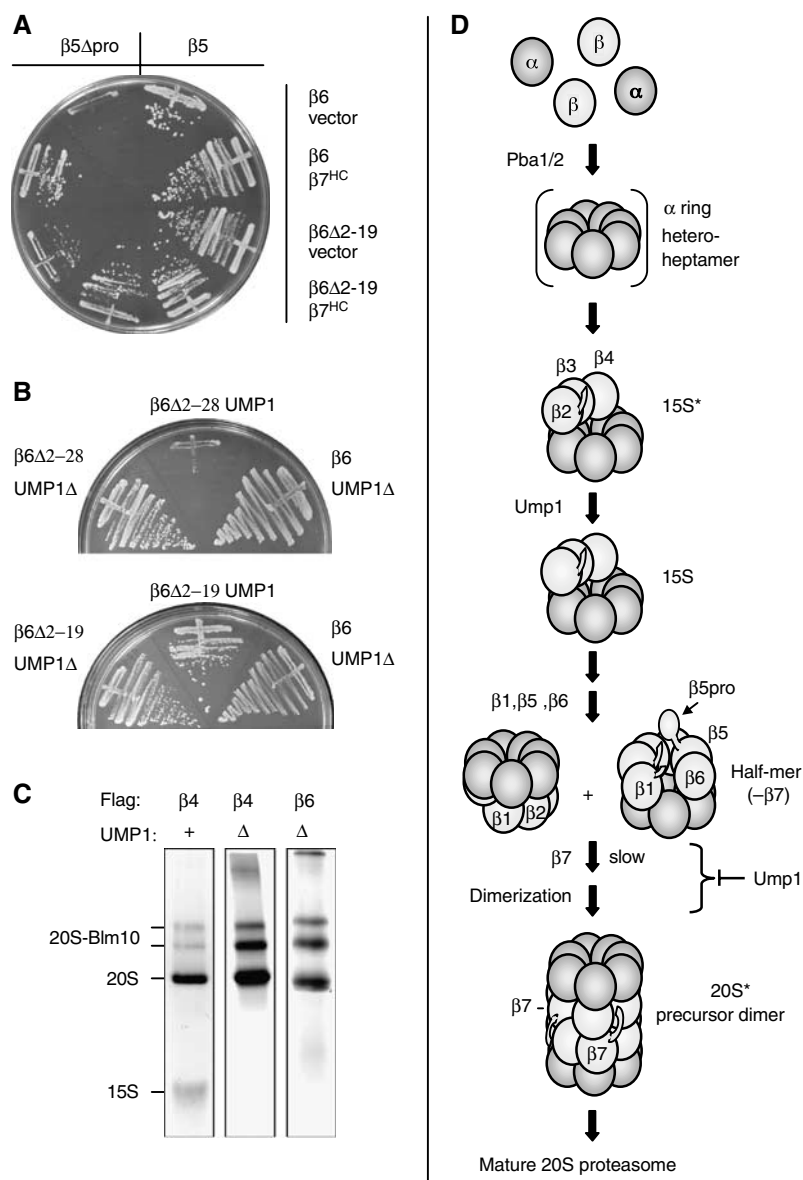 A
β5Δpro
β5
β6
vector
β6
β7HC
β6Δ2-19
vector
β6Δ2-19
β7HC
B
β6Δ2–28 UMP1
β6Δ2–28
UMP1Δ
β6
UMP1Δ
β6Δ2–19 UMP1
β6Δ2–19
UMP1Δ
β6
UMP1Δ
C
Flag: β4 β4 β6
UMP1: + Δ Δ
20S-Blm10
20S
15S
D
α
β
β
α
Pba1/2
α ring
hetero-
heptamer
β3
β4
β2
15S*
Ump1
15S
β1,β5 ,β6
β5pro
β5
β1
β2
+
β1
β6
Half-mer
(–β7)
β7
slow
Dimerization
Ump1
β7
β7
20S*
precursor dimer
Mature 20S proteasome